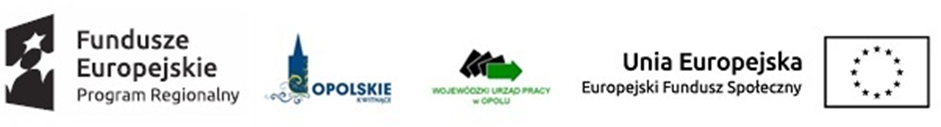 Fundusze
Europejskie
Program Regionalny
OPOLSKIE
KWITNĄCE
WOJEWÓDZKI URZĄD PRACY
w OPOLU
Unia Europejska
Europejski Fundusz Społeczny